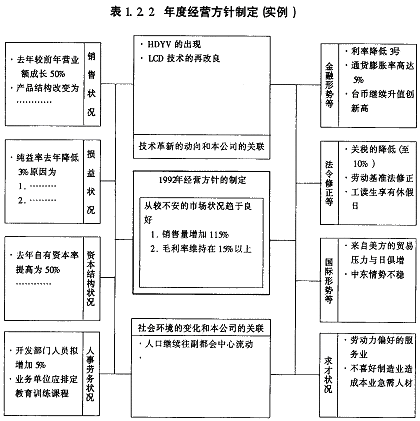 表 1. 2. 2 年度经营方针制定 (实例)
· 去年较前年营业
额成长 50%
· 产品结构改变为
…………
销售状况
· 纯益率去年降低
3% 原因为
1. ………
2. ………
损益状况
· 去年自有资本率
提高为 50%
…………
资本结构状况
· 开发部门人员拟
增加 5%
· 业务单位应排定
教育训练课程
人事劳务状况
· HDYV 的出现
· LCD 技术的再改良
技术革新的动向和本公司的关联
1992年经营方针的制定
从较不安的市场状况趋于良
好
1. 销售量增加 115%
2. 毛利率维持在 15% 以上
社会环境的变化和本公司的关联
· 人口继续往副都会中心流动
·
金融形势等
· 利率降低 3号
· 通货膨胀率高达
5%
· 台币继续升值创
新高
法令修正等
· 关税的降低 (至
10%)
· 劳动基准法修正
· 工读生享有休假
日
国际形势等
· 来自美方的贸易
压力与日俱增
· 中东情势不稳
求才状况
· 劳动力偏好的服
务业
· 不喜好制造业造
成本业急需人材